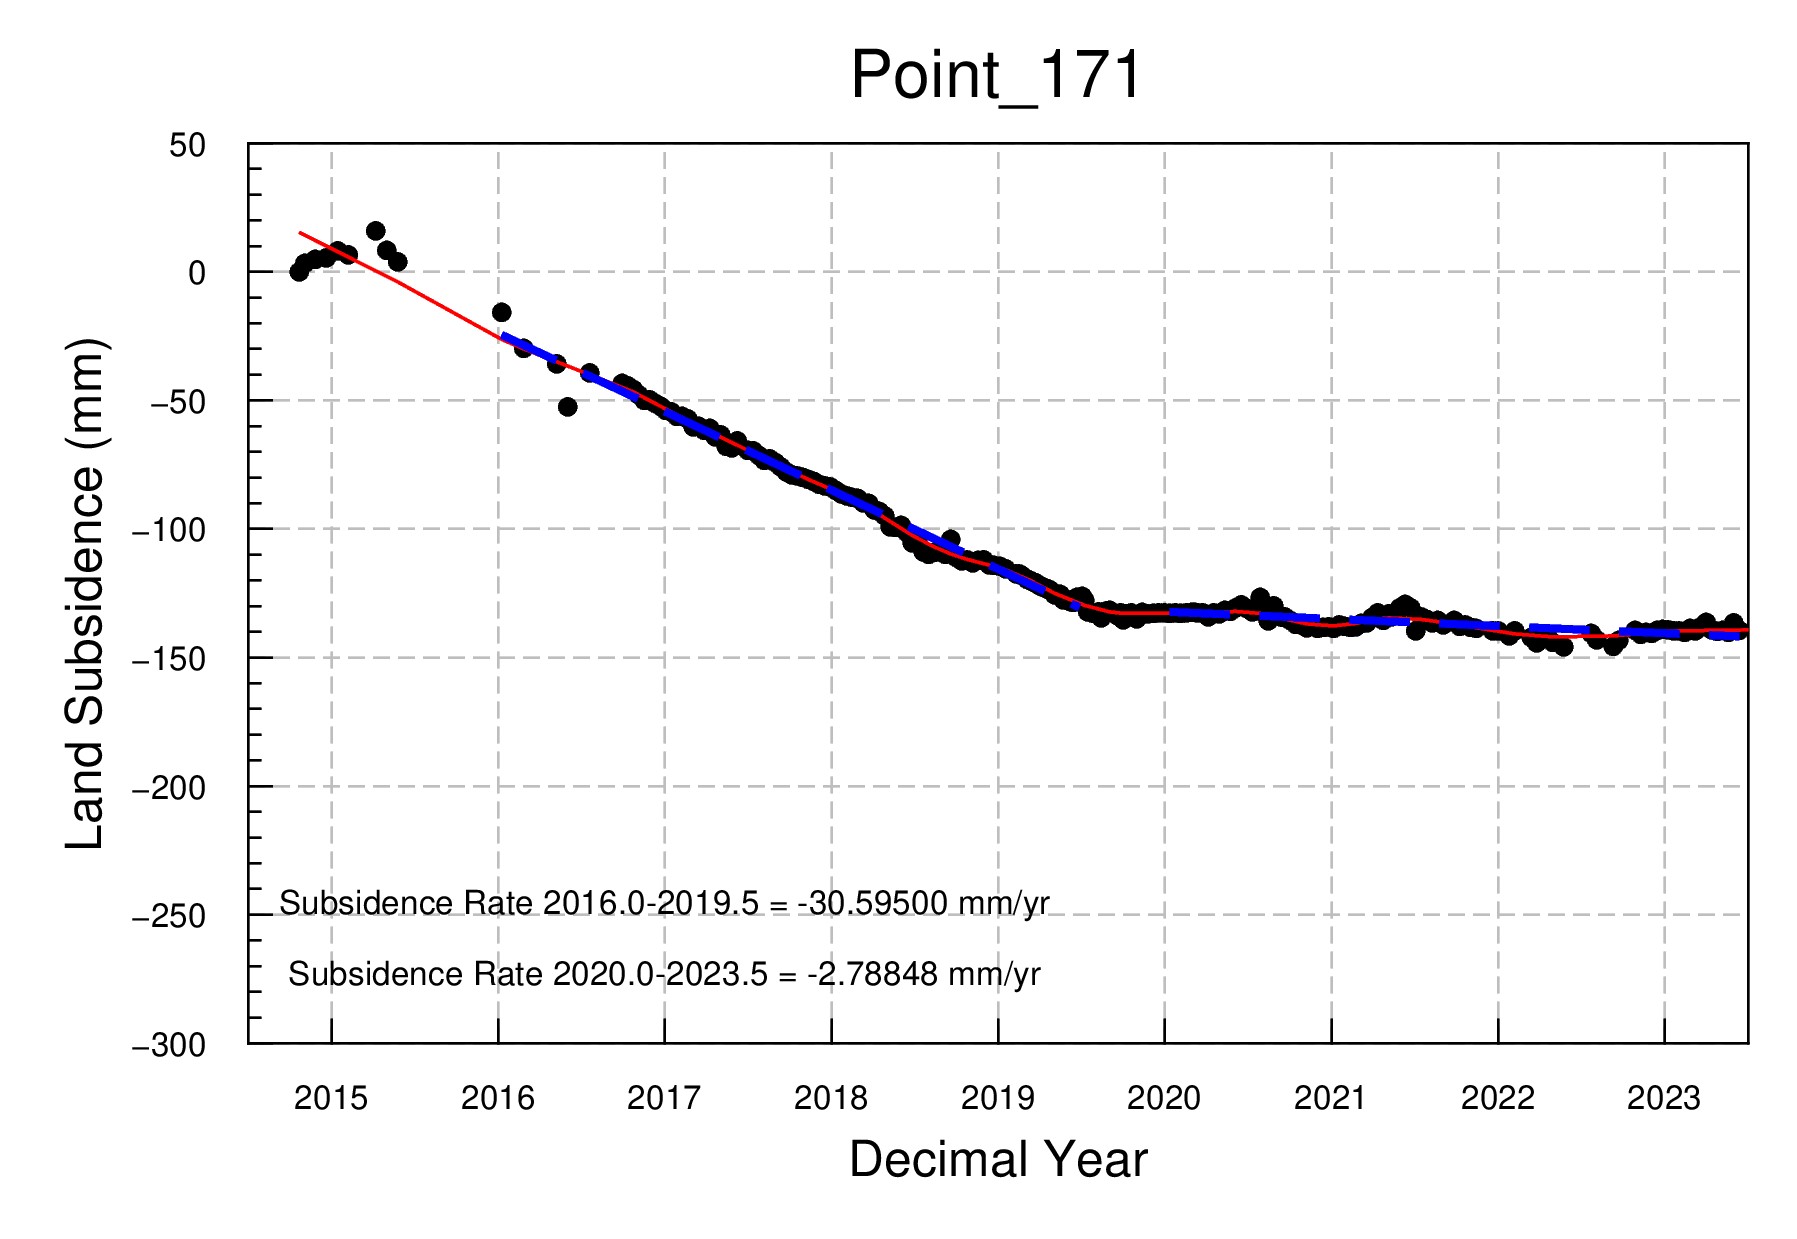 Point_171
50
0
−50
−100
−150
−200
−250
−300
Land Subsidence (mm)
Subsidence Rate 2016.0-2019.5 = -30.59500 mm/yr
Subsidence Rate 2020.0-2023.5 = -2.78848 mm/yr
2015 2016 2017 2018 2019 2020 2021 2022 2023
Decimal Year